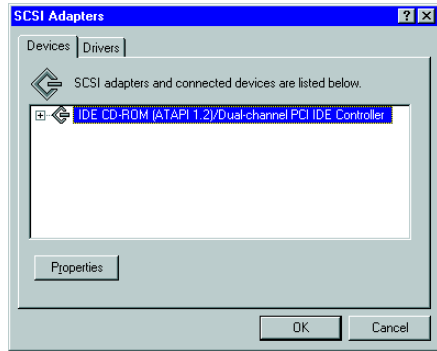 SCSI Adapters
Devices Drivers
SCSI adapters and connected devices are listed below.
IDE CD-ROM (ATAPI 1.2)/Dual-channel PCI IDE Controller
Properties
OK Cancel